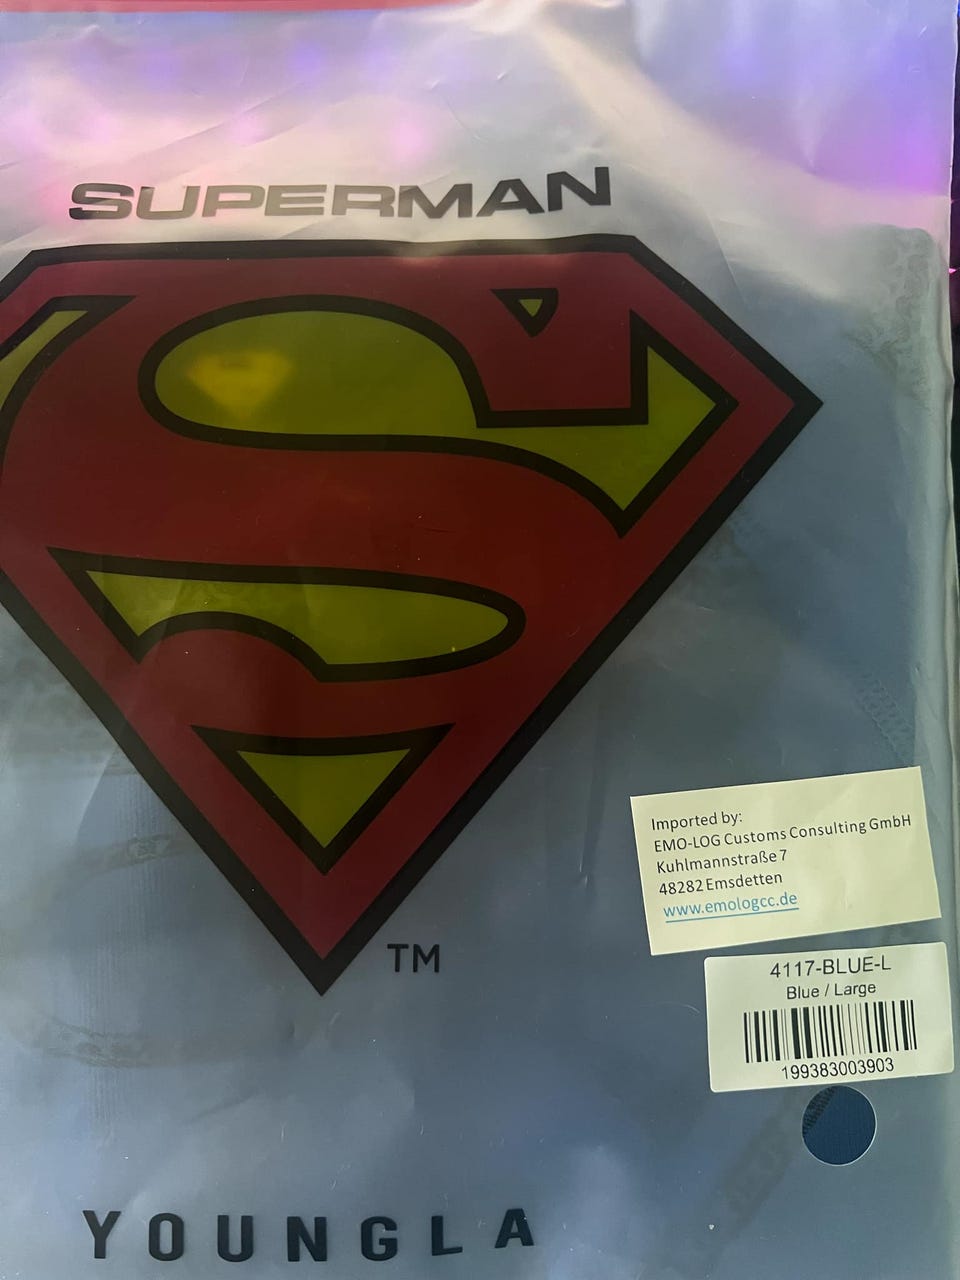 SUPERMAN
S
TM
Imported by:
EMO-LOG Customs Consulting GmbH
Kuhlmannstraße 7
48282 Emsdetten
www.emologcc.de
4117-BLUE-L
Blue / Large
199383003903
YOUNGLA